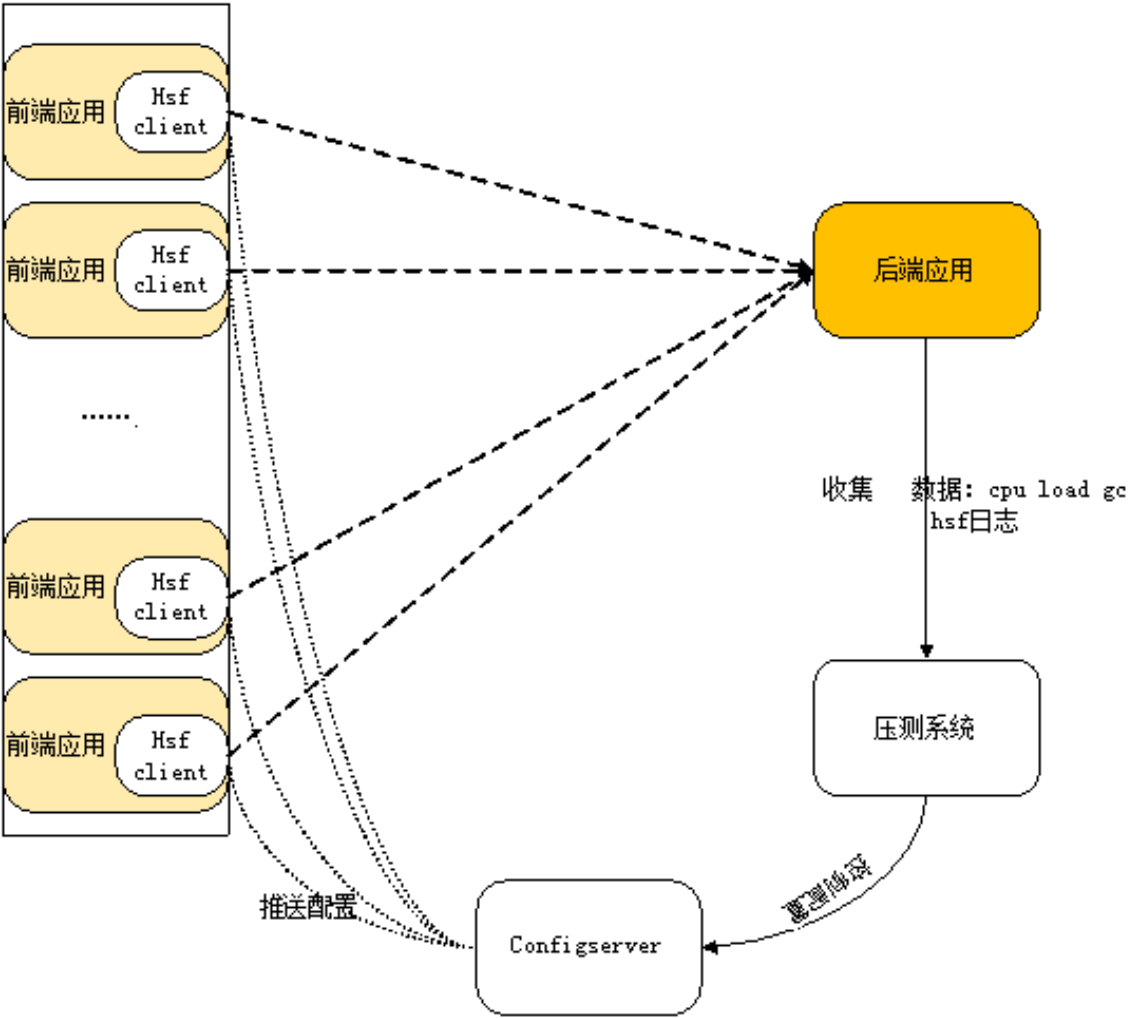 前端应用
Hsf
client
前端应用
Hsf
client
后端应用
…….
收集 数据：cpu load gc
hsf日志
前端应用
Hsf
client
前端应用
Hsf
client
压测系统
推送配置
Configserver